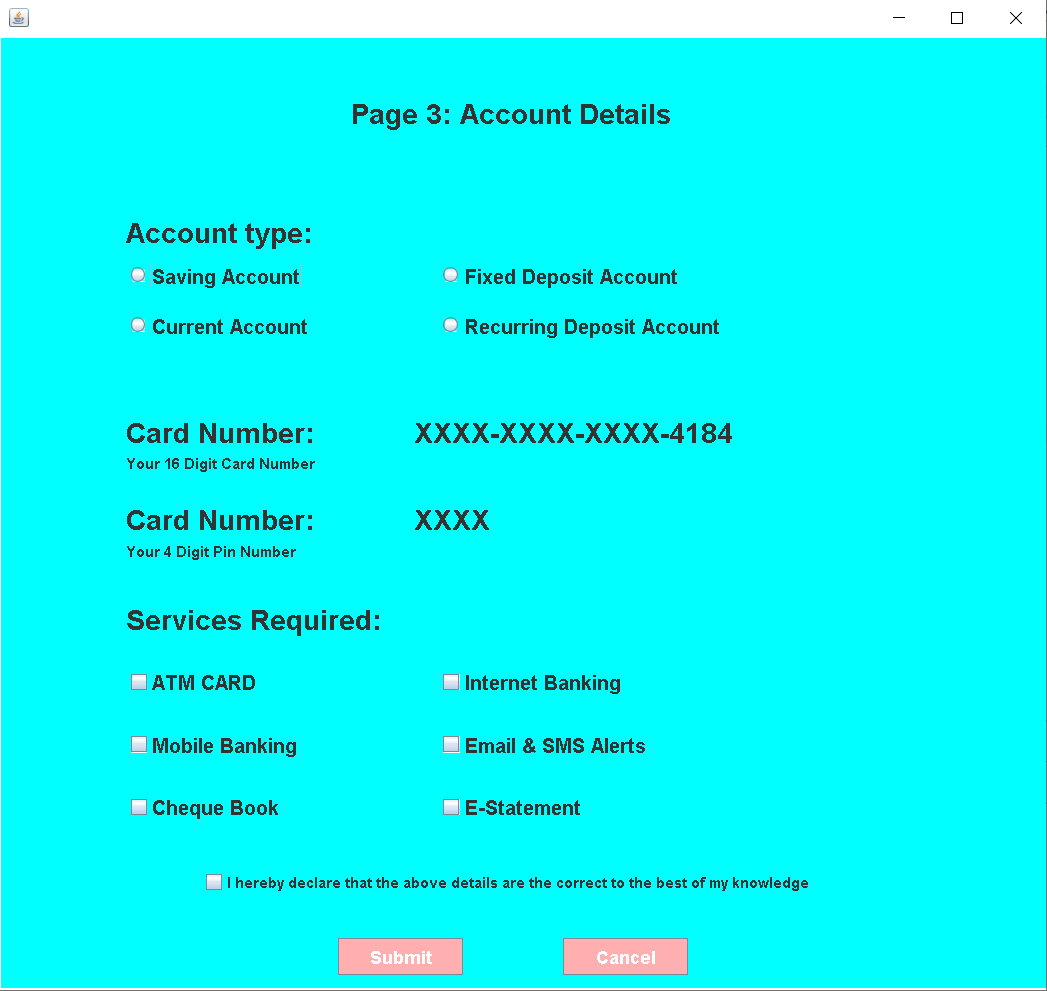 Page 3: Account Details
Account type:
Saving Account Fixed Deposit Account
Current Account Recurring Deposit Account
Card Number: XXXX-XXXX-XXXX-4184
Your 16 Digit Card Number
Card Number: XXXX
Your 4 Digit Pin Number
Services Required:
ATM CARD Internet Banking
Mobile Banking Email & SMS Alerts
Cheque Book E-Statement
I hereby declare that the above details are the correct to the best of my knowledge
Submit Cancel